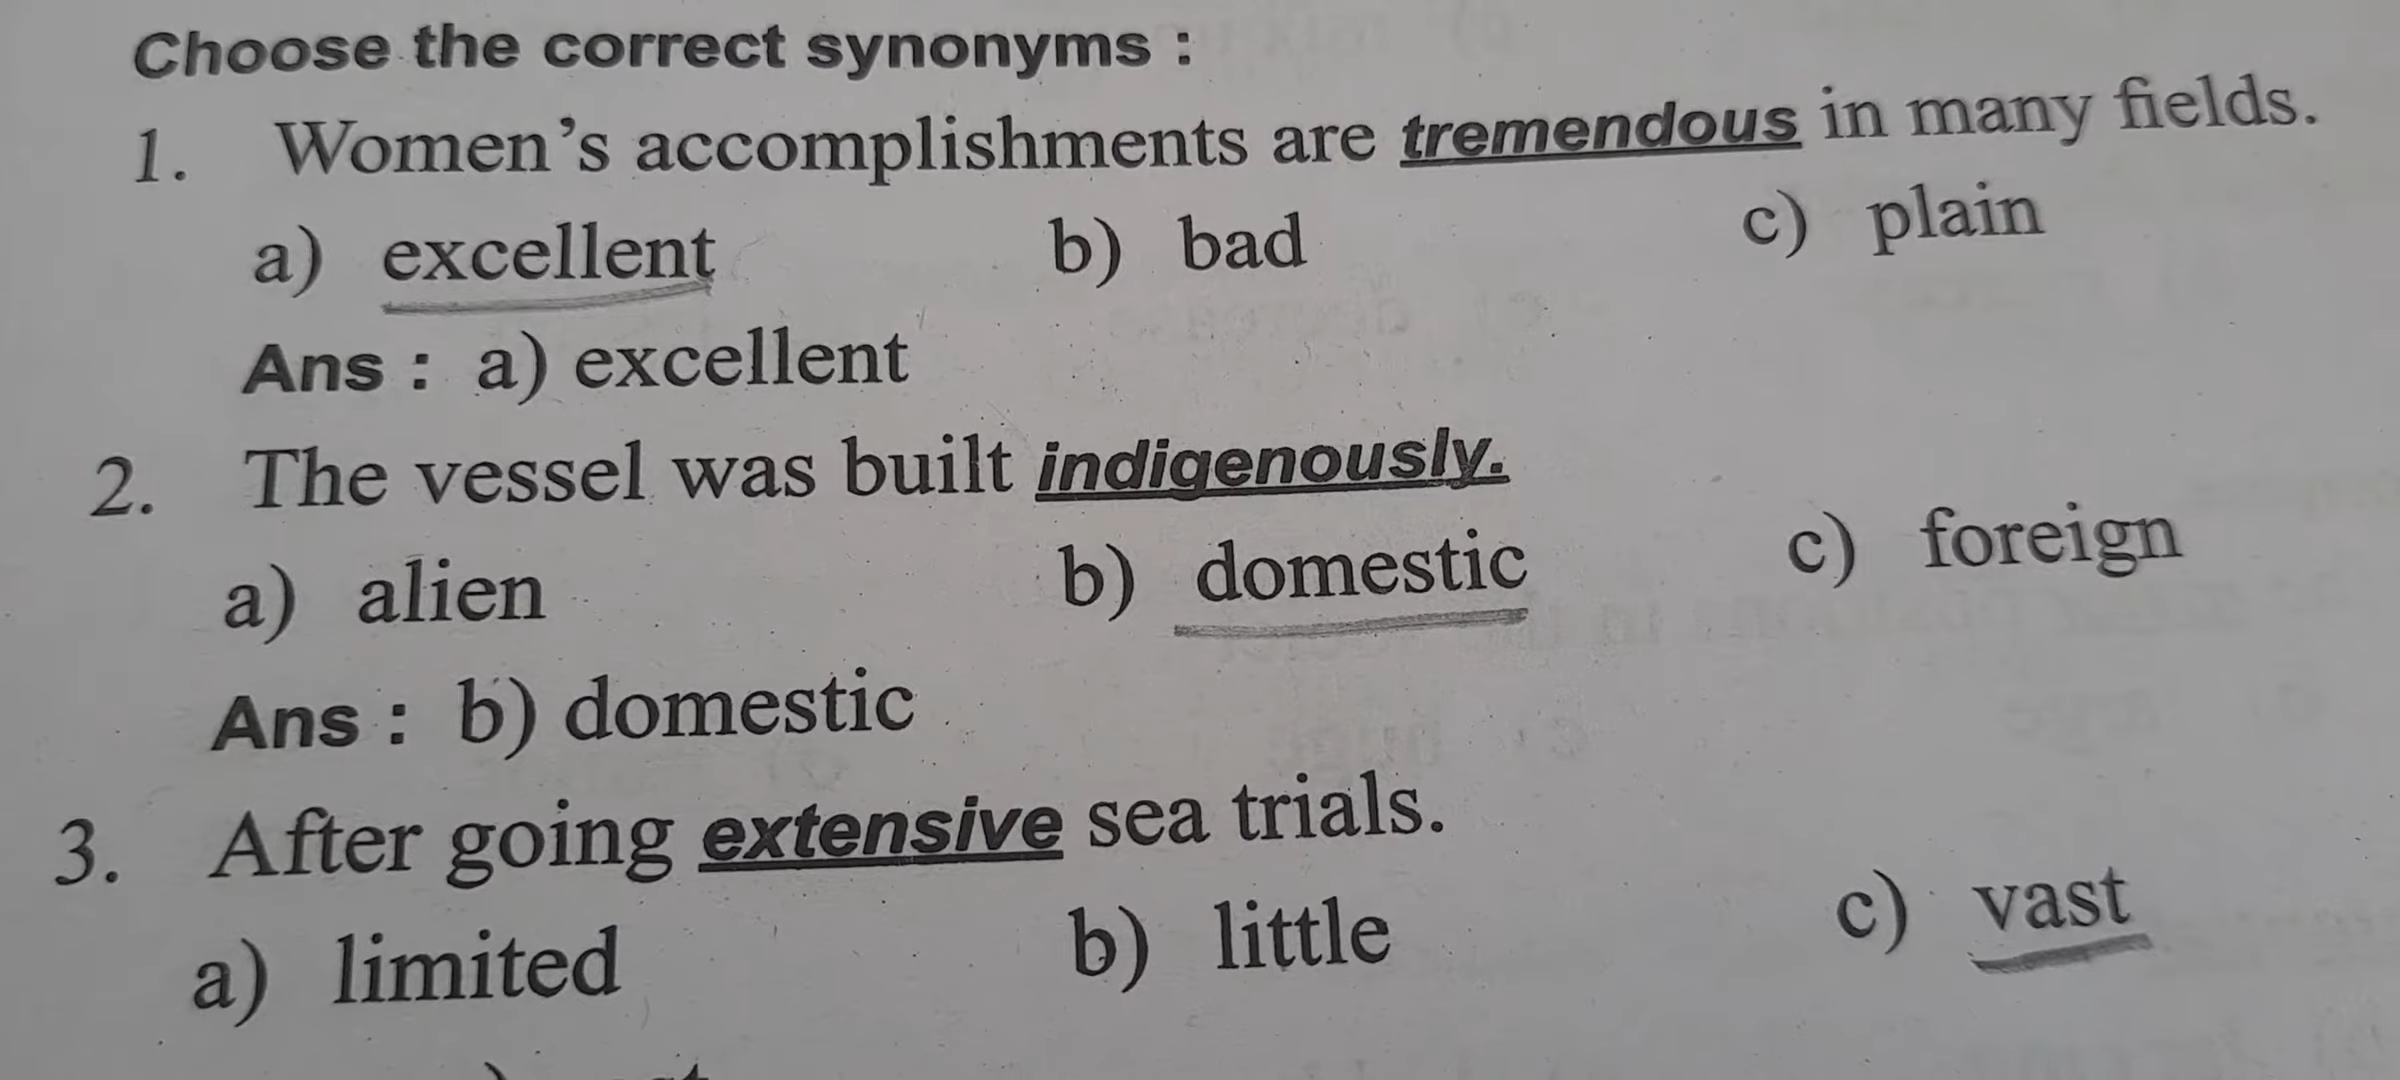 Choose the correct synonyms :
1. Women's accomplishments are tremendous in many fields.
a) excellent b) bad c) plain
Ans : a) excellent
2. The vessel was built indigenously.
a) alien b) domestic c) foreign
Ans : b) domestic
3. After going extensive sea trials.
a) limited b) little c) vast